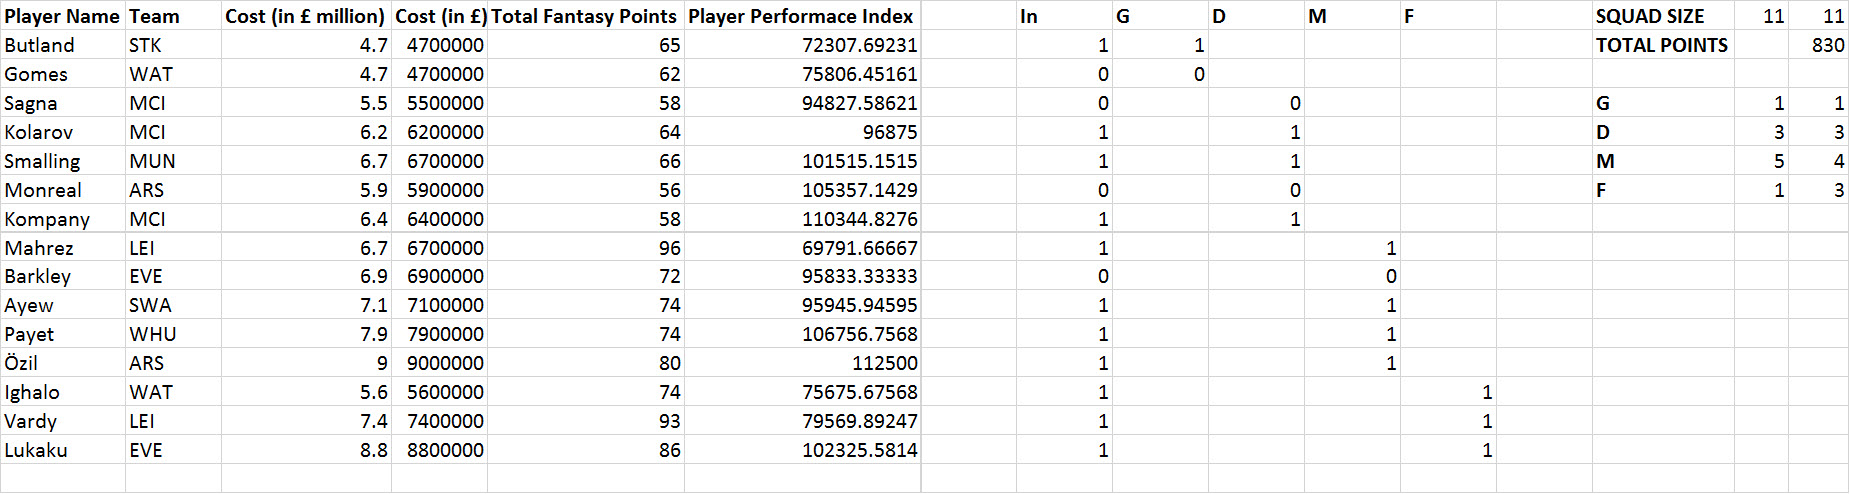 Player Name Team Cost (in £ million) Cost (in £) Total Fantasy Points Player Performace Index In G D M F SQUAD SIZE 11 11
Butland STK 4.7 4700000 65 72307.69231 1 1 TOTAL POINTS 830
Gomes WAT 4.7 4700000 62 75806.45161 0 0
Sagna MCI 5.5 5500000 58 94827.58621 0 0 G 1 1
Kolarov MCI 6.2 6200000 64 96875 1 1 D 3 3
Smalling MUN 6.7 6700000 66 101515.1515 1 1 M 5 4
Monreal ARS 5.9 5900000 56 105357.1429 0 0 F 1 3
Kompany MCI 6.4 6400000 58 110344.8276 1 1
Mahrez LEI 6.7 6700000 96 69791.66667 1 1
Barkley EVE 6.9 6900000 72 95833.33333 0 0
Ayew SWA 7.1 7100000 74 95945.94595 1 1
Payet WHU 7.9 7900000 74 106756.7568 1 1
Özil ARS 9 9000000 80 112500 1 1
Ighalo WAT 5.6 5600000 74 75675.67568 1 1
Vardy LEI 7.4 7400000 93 79569.89247 1 1
Lukaku EVE 8.8 8800000 86 102325.5814 1 1